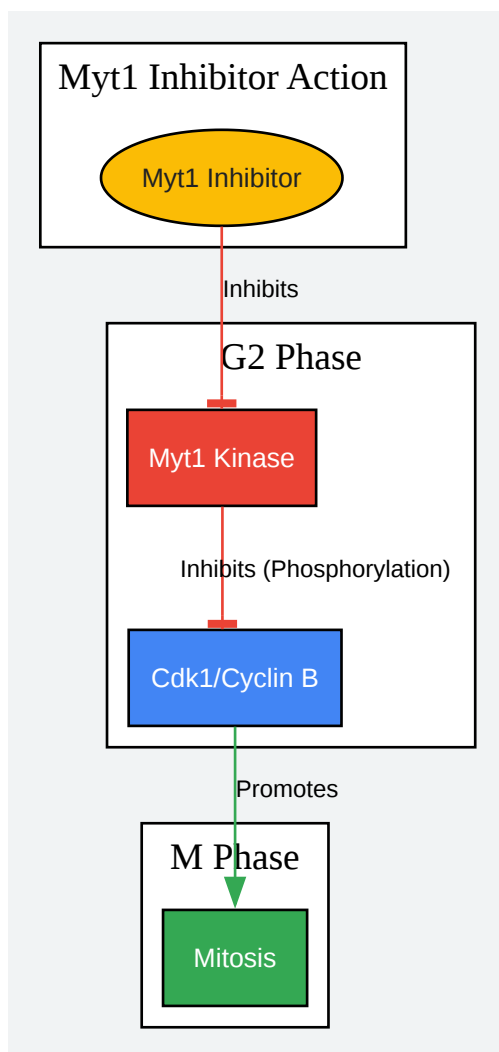 Myt1 Inhibitor Action
Myt1 Inhibitor
Inhibits
G2 Phase
Myt1 Kinase
Inhibits (Phosphorylation)
Cdk1/Cyclin B
Promotes
M Phase
Mitosis